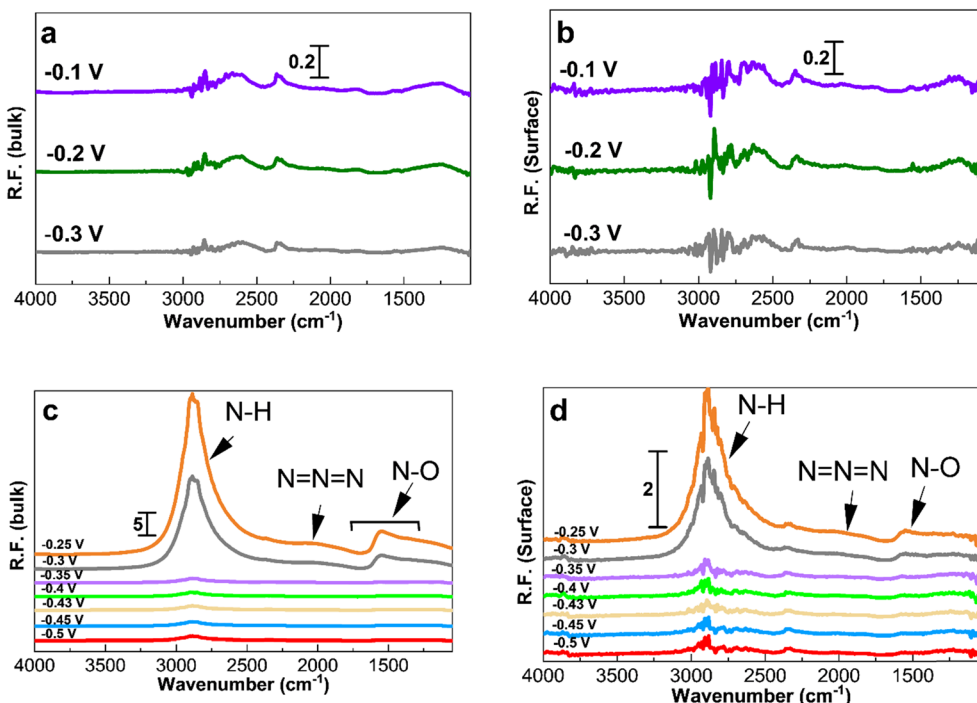 a
0.2
-0.1 V
-0.2 V
-0.3 V
R.F. (bulk)
4000 3500 3000 2500 2000 1500
Wavenumber (cm⁻¹)
b
0.2
-0.1 V
-0.2 V
-0.3 V
R.F. (Surface)
4000 3500 3000 2500 2000 1500
Wavenumber (cm⁻¹)
c
N-H
N=N=N
N-O
5
-0.25 V
-0.3 V
-0.35 V
-0.4 V
-0.43 V
-0.45 V
-0.5 V
R.F. (bulk)
4000 3500 3000 2500 2000 1500
Wavenumber (cm⁻¹)
d
N-H
N=N=N
N-O
2
-0.25 V
-0.3 V
-0.35 V
-0.4 V
-0.43 V
-0.45 V
-0.5 V
R.F. (Surface)
4000 3500 3000 2500 2000 1500
Wavenumber (cm⁻¹)